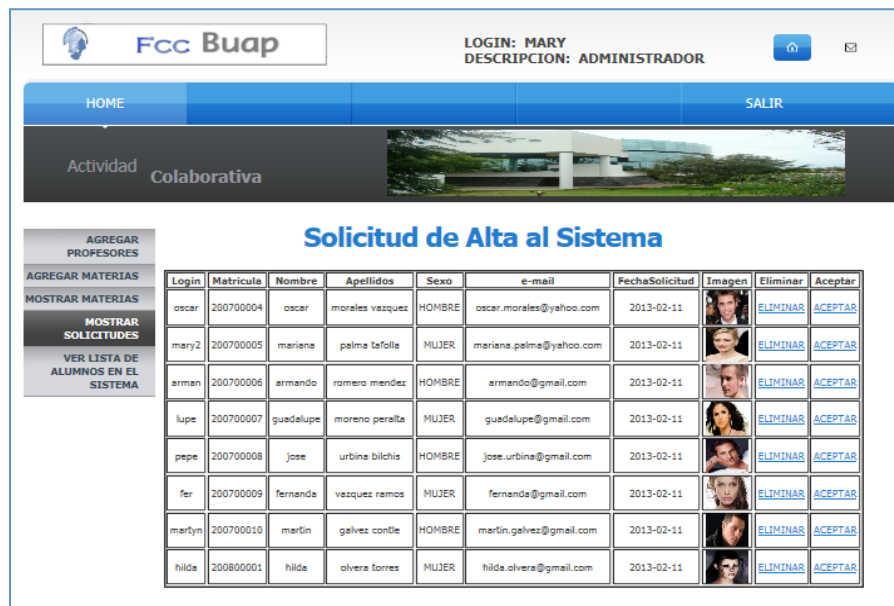 Fcc Buap
LOGIN: MARY
DESCRIPCION: ADMINISTRADOR
HOME
SALIR
Actividad
Colaborativa
AGREGAR
PROFESORES
AGREGAR MATERIAS
MOSTRAR MATERIAS
MOSTRAR
SOLICITUDES
VER LISTA DE
ALUMNOS EN EL
SISTEMA
Solicitud de Alta al Sistema
Login Matricula Nombre Apellidos Sexo e-mail FechaSolicitud Imagen Eliminar Aceptar
oscar 200700004 oscar morales vazquez HOMBRE oscar.morales@yahoo.com 2013-02-11 ELIMINAR ACEPTAR
mary2 200700005 mariana palma tafolla MUJER mariana.palma@yahoo.com 2013-02-11 ELIMINAR ACEPTAR
arman 200700006 armando romero mendez HOMBRE armando@gmail.com 2013-02-11 ELIMINAR ACEPTAR
lupe 200700007 guadalupe moreno peralta MUJER guadalupe@gmail.com 2013-02-11 ELIMINAR ACEPTAR
pepe 200700008 jose urbina bilchis HOMBRE jose.urbina@gmail.com 2013-02-11 ELIMINAR ACEPTAR
fer 200700009 fernanda vazquez ramos MUJER fernanda@gmail.com 2013-02-11 ELIMINAR ACEPTAR
martyn 200700010 martin galvez contle HOMBRE martin.galvez@gmail.com 2013-02-11 ELIMINAR ACEPTAR
hilda 200800001 hilda olvera torres MUJER hilda.olvera@gmail.com 2013-02-11 ELIMINAR ACEPTAR